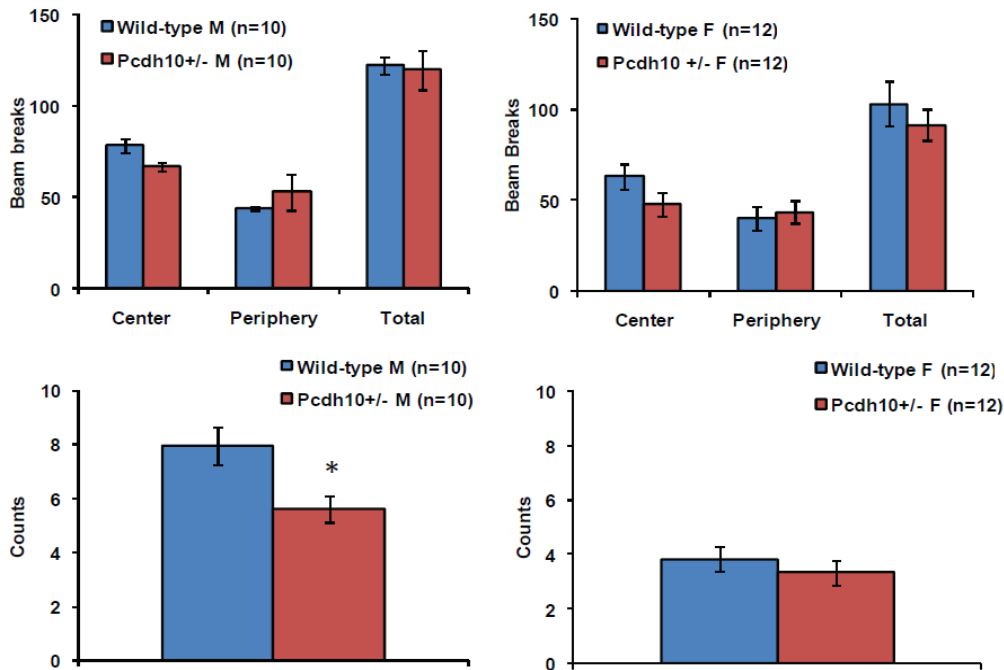 150
100
50
0
Beam breaks
Wild-type M (n=10)
Pcdh10+/- M (n=10)
Center Periphery Total
150
100
50
0
Beam Breaks
Wild-type F (n=12)
Pcdh10 +/- F (n=12)
Center Periphery Total
10
8
6
4
2
0
Counts
Wild-type M (n=10)
Pcdh10+/- M (n=10)
*
10
8
6
4
2
0
Counts
Wild-type F (n=12)
Pcdh10+/- F (n=12)